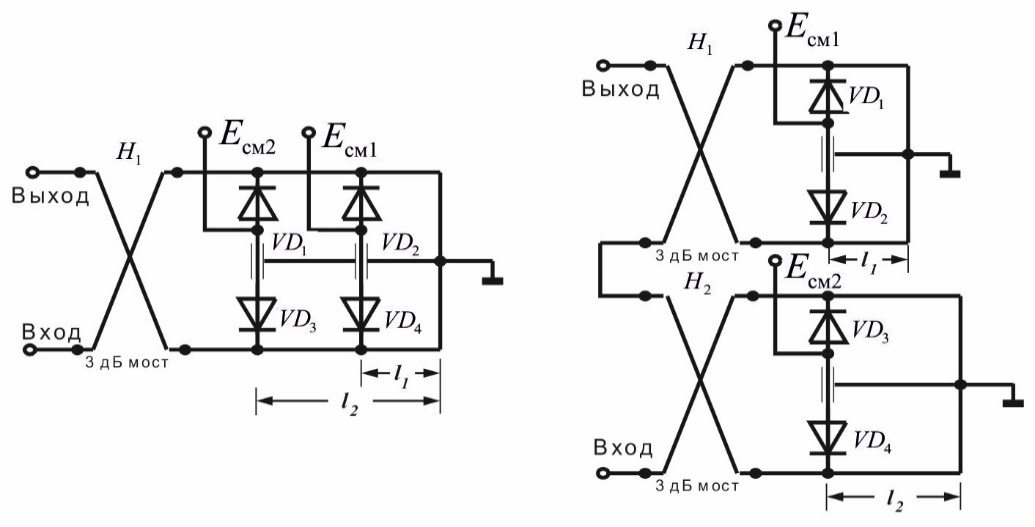 H₁
Eсм2
Eсм1
Выход
VD₁
VD₂
VD₃
VD₄
Вход
3 дБ мост
l₁
l₂
H₁
Eсм1
Выход
VD₁
VD₂
3 дБ мост
l₁
H₂
Eсм2
VD₃
Вход
VD₄
3 дБ мост
l₂